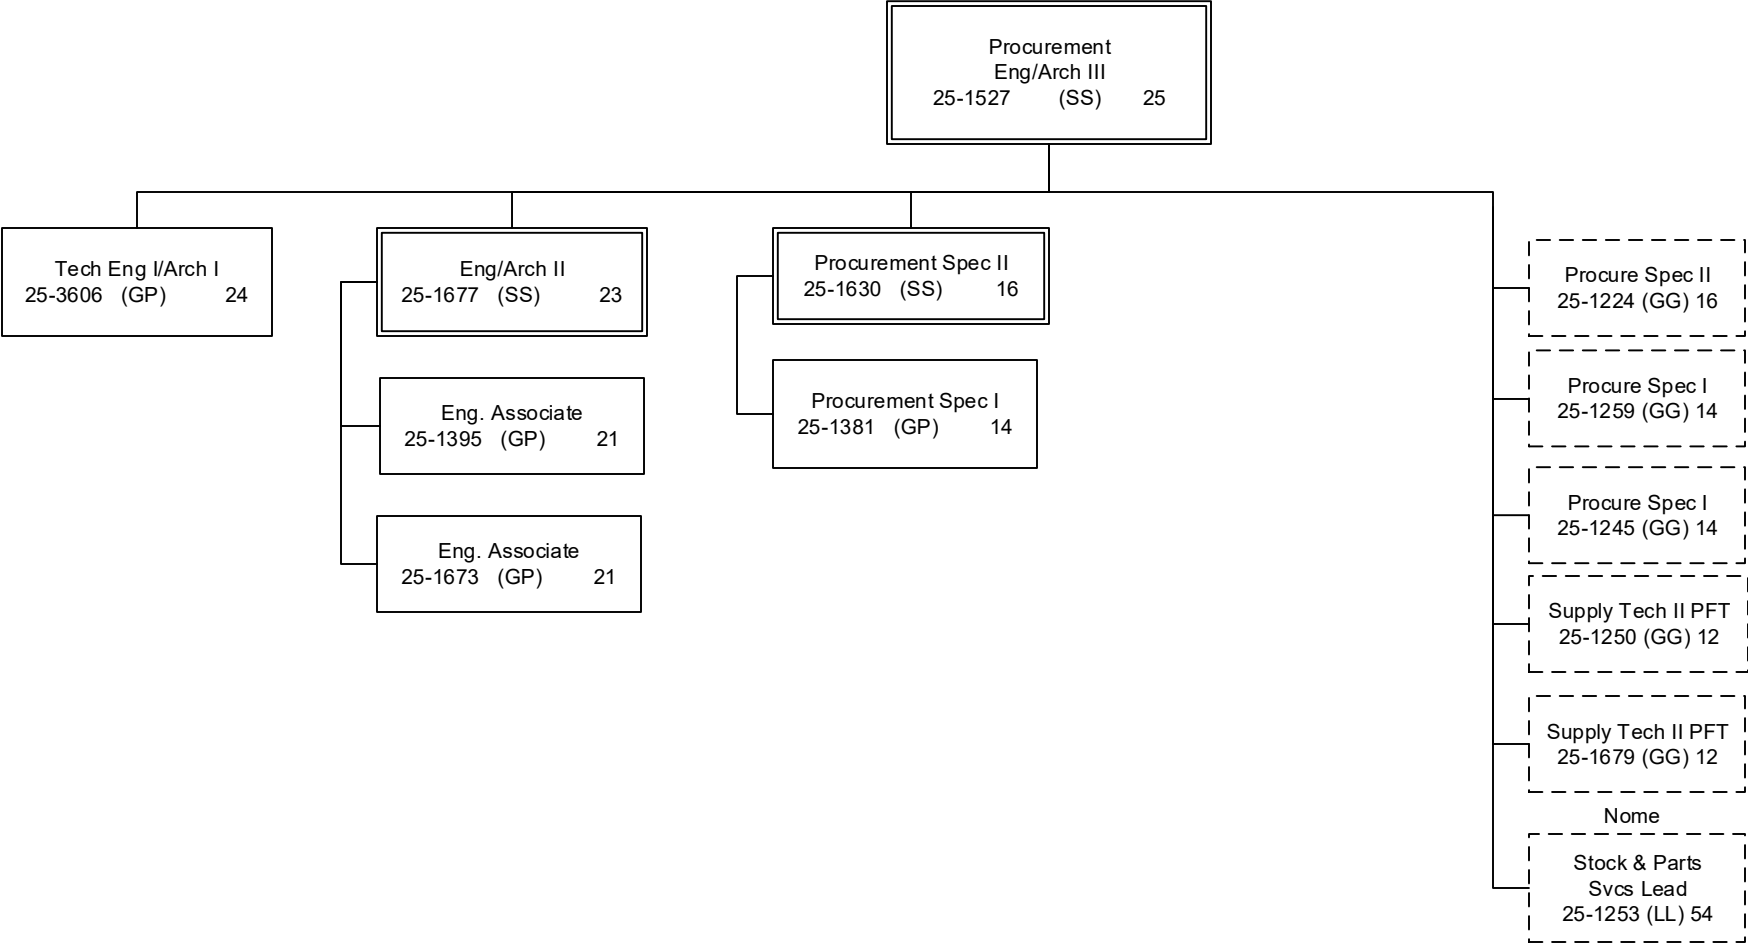 Procurement
Eng/Arch III
25-1527 (SS) 25
Tech Eng I/Arch I
25-3606 (GP) 24
Eng/Arch II
25-1677 (SS) 23
Eng. Associate
25-1395 (GP) 21
Eng. Associate
25-1673 (GP) 21
Procurement Spec II
25-1630 (SS) 16
Procurement Spec I
25-1381 (GP) 14
Procure Spec II
25-1224 (GG) 16
Procure Spec I
25-1259 (GG) 14
Procure Spec I
25-1245 (GG) 14
Supply Tech II PFT
25-1250 (GG) 12
Supply Tech II PFT
25-1679 (GG) 12
Nome
Stock & Parts
Svcs Lead
25-1253 (LL) 54